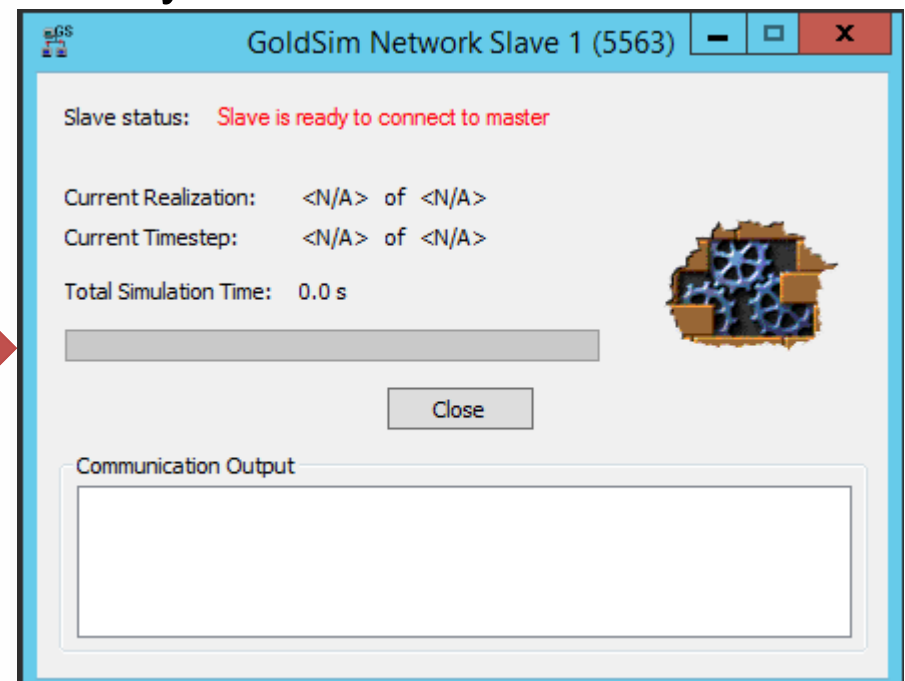 GS
GoldSim Network Slave 1 (5563)
Slave status: Slave is ready to connect to master
Current Realization: <N/A> of <N/A>
Current Timestep: <N/A> of <N/A>
Total Simulation Time: 0.0 s
Close
Communication Output